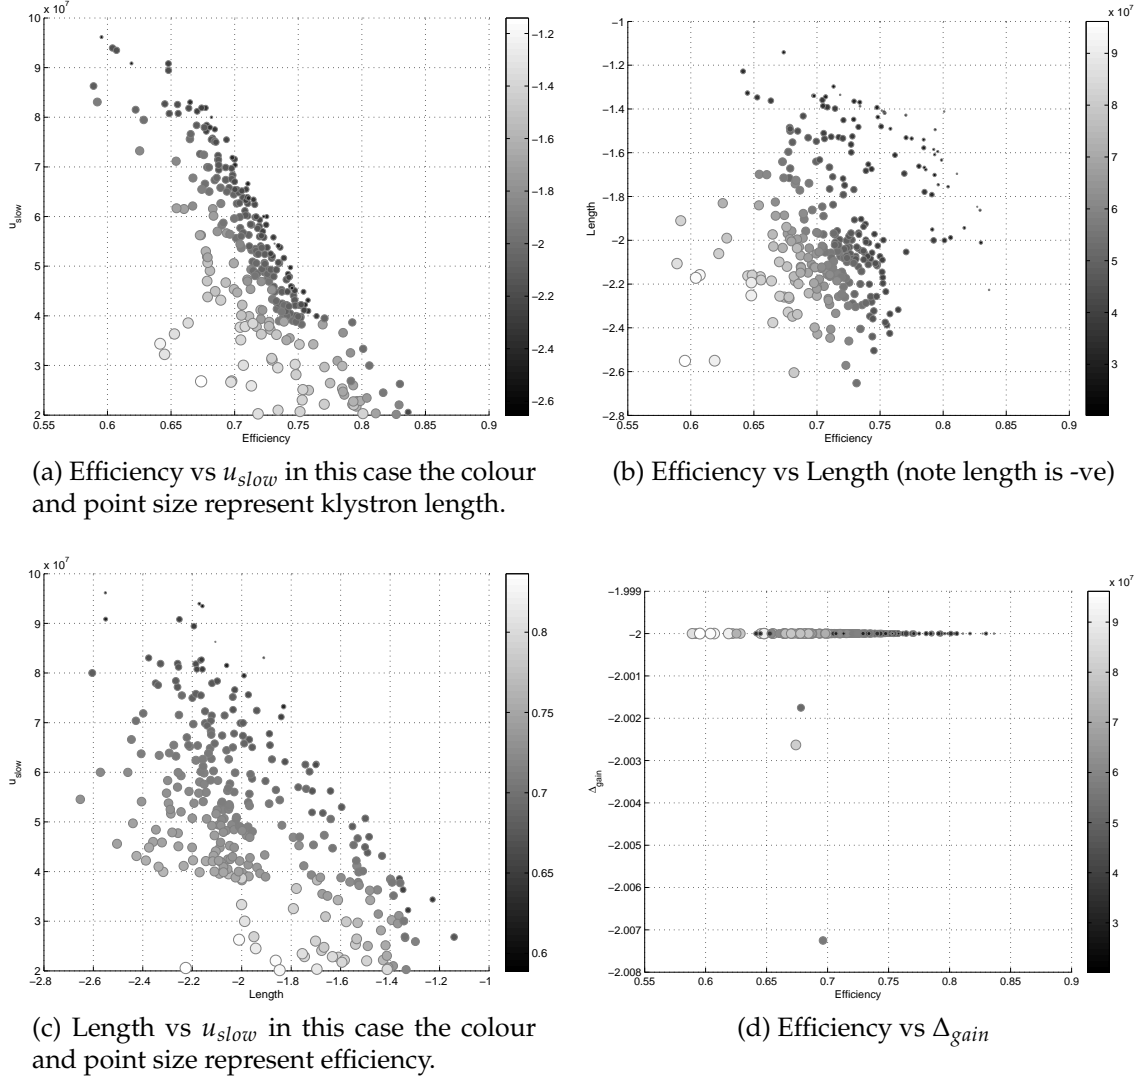 x 10⁷
10
9
8
7
6
5
4
3
2
u_slow
0.55 0.6 0.65 0.7 0.75 0.8 0.85 0.9
Efficiency
−1.2
−1.4
−1.6
−1.8
−2
−2.2
−2.4
−2.6
(a) Efficiency vs u_slow in this case the colour
and point size represent klystron length.
−1
−1.2
−1.4
−1.6
−1.8
−2
−2.2
−2.4
−2.6
−2.8
Length
0.55 0.6 0.65 0.7 0.75 0.8 0.85 0.9
Efficiency
x 10⁷
9
8
7
6
5
4
3
(b) Efficiency vs Length (note length is -ve)
x 10⁷
10
9
8
7
6
5
4
3
2
u_slow
−2.8 −2.6 −2.4 −2.2 −2 −1.8 −1.6 −1.4 −1.2 −1
Length
0.8
0.75
0.7
0.65
0.6
(c) Length vs u_slow in this case the colour
and point size represent efficiency.
−1.999
−2
−2.001
−2.002
−2.003
−2.004
−2.005
−2.006
−2.007
−2.008
Δ_gain
0.55 0.6 0.65 0.7 0.75 0.8 0.85 0.9
Efficiency
x 10⁷
9
8
7
6
5
4
3
(d) Efficiency vs Δ_gain